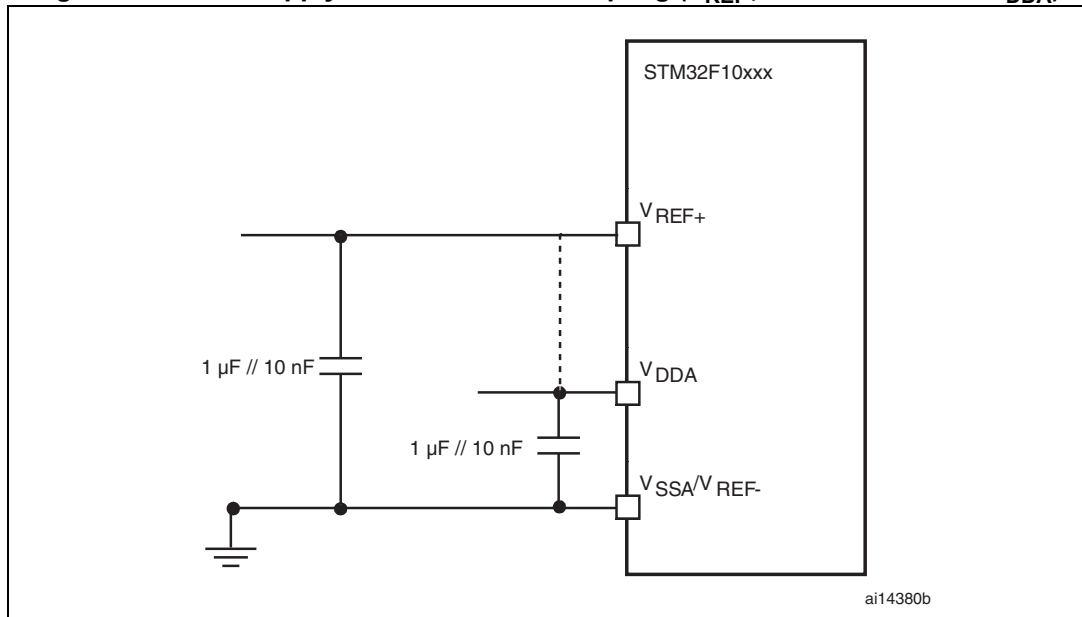 STM32F10xxx
VREF+
1 µF // 10 nF
VDDA
1 µF // 10 nF
VSSA/VREF-
ai14380b